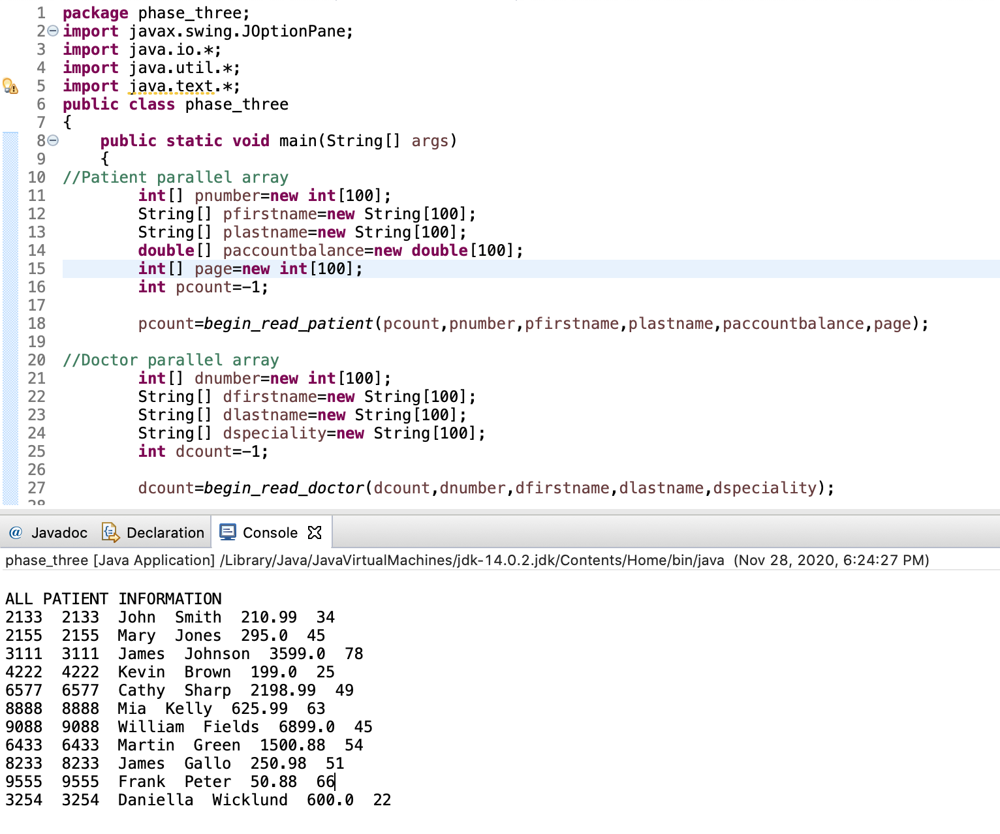 1 package phase_three;
2 import javax.swing.JOptionPane;
3 import java.io.*;
4 import java.util.*;
5 import java.text.*;
6 public class phase_three
7 {
8 public static void main(String[] args)
9 {
10 //Patient parallel array
11 int[] pnumber=new int[100];
12 String[] pfirstname=new String[100];
13 String[] plastname=new String[100];
14 double[] paccountbalance=new double[100];
15 int[] page=new int[100];
16 int pcount=-1;
17
18 pcount=begin_read_patient(pcount,pnumber,pfirstname,plastname,paccountbalance,page);
19
20 //Doctor parallel array
21 int[] dnumber=new int[100];
22 String[] dfirstname=new String[100];
23 String[] dlastname=new String[100];
24 String[] dspeciality=new String[100];
25 int dcount=-1;
26
27 dcount=begin_read_doctor(dcount,dnumber,dfirstname,dlastname,dspeciality);
28
@ Javadoc Declaration Console
phase_three [Java Application] /Library/Java/JavaVirtualMachines/jdk-14.0.2.jdk/Contents/Home/bin/java (Nov 28, 2020, 6:24:27 PM)
ALL PATIENT INFORMATION
2133 2133 John Smith 210.99 34
2155 2155 Mary Jones 295.0 45
3111 3111 James Johnson 3599.0 78
4222 4222 Kevin Brown 199.0 25
6577 6577 Cathy Sharp 2198.99 49
8888 8888 Mia Kelly 625.99 63
9088 9088 William Fields 6899.0 45
6433 6433 Martin Green 1500.88 54
8233 8233 James Gallo 250.98 51
9555 9555 Frank Peter 50.88 66
3254 3254 Daniella Wicklund 600.0 22